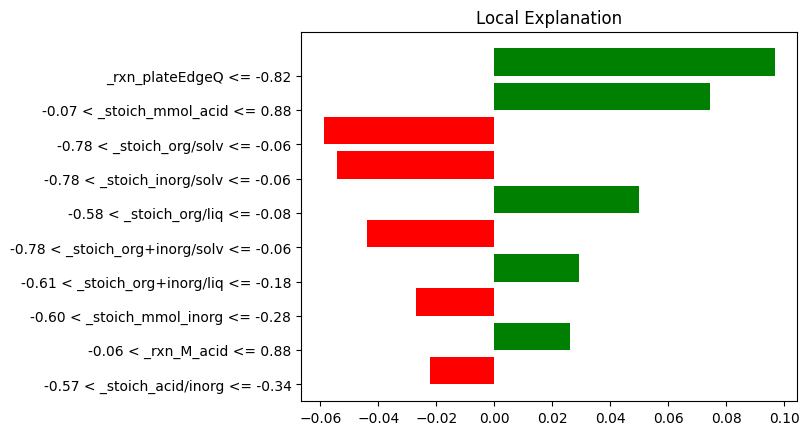 Local Explanation
_rxn_plateEdgeQ <= -0.82
-0.07 < _stoich_mmol_acid <= 0.88
-0.78 < _stoich_org/solv <= -0.06
-0.78 < _stoich_inorg/solv <= -0.06
-0.58 < _stoich_org/liq <= -0.08
-0.78 < _stoich_org+inorg/solv <= -0.06
-0.61 < _stoich_org+inorg/liq <= -0.18
-0.60 < _stoich_mmol_inorg <= -0.28
-0.06 < _rxn_M_acid <= 0.88
-0.57 < _stoich_acid/inorg <= -0.34
−0.06 −0.04 −0.02 0.00 0.02 0.04 0.06 0.08 0.10